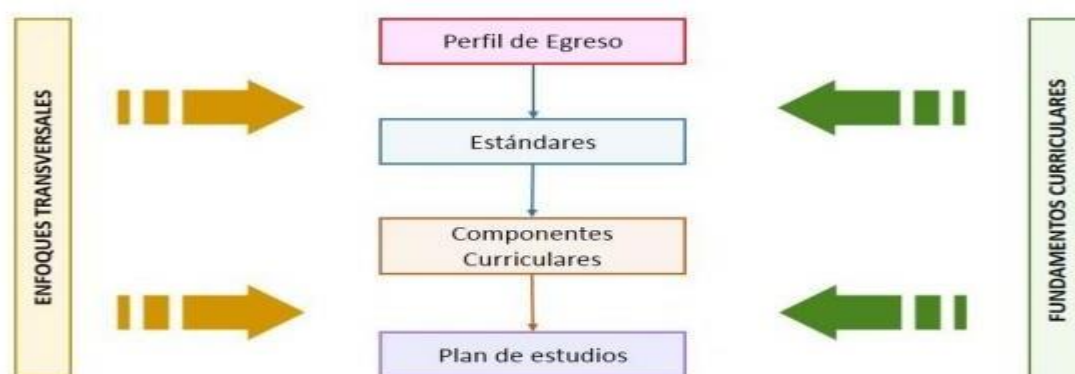 ENFOQUES TRANSVERSALES
Perfil de Egreso
Estándares
Componentes
Curriculares
Plan de estudios
FUNDAMENTOS CURRICULARES